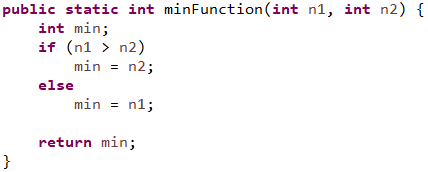 public static int minFunction(int n1, int n2) {
    int min;
    if (n1 > n2)
        min = n2;
    else
        min = n1;

    return min;
}